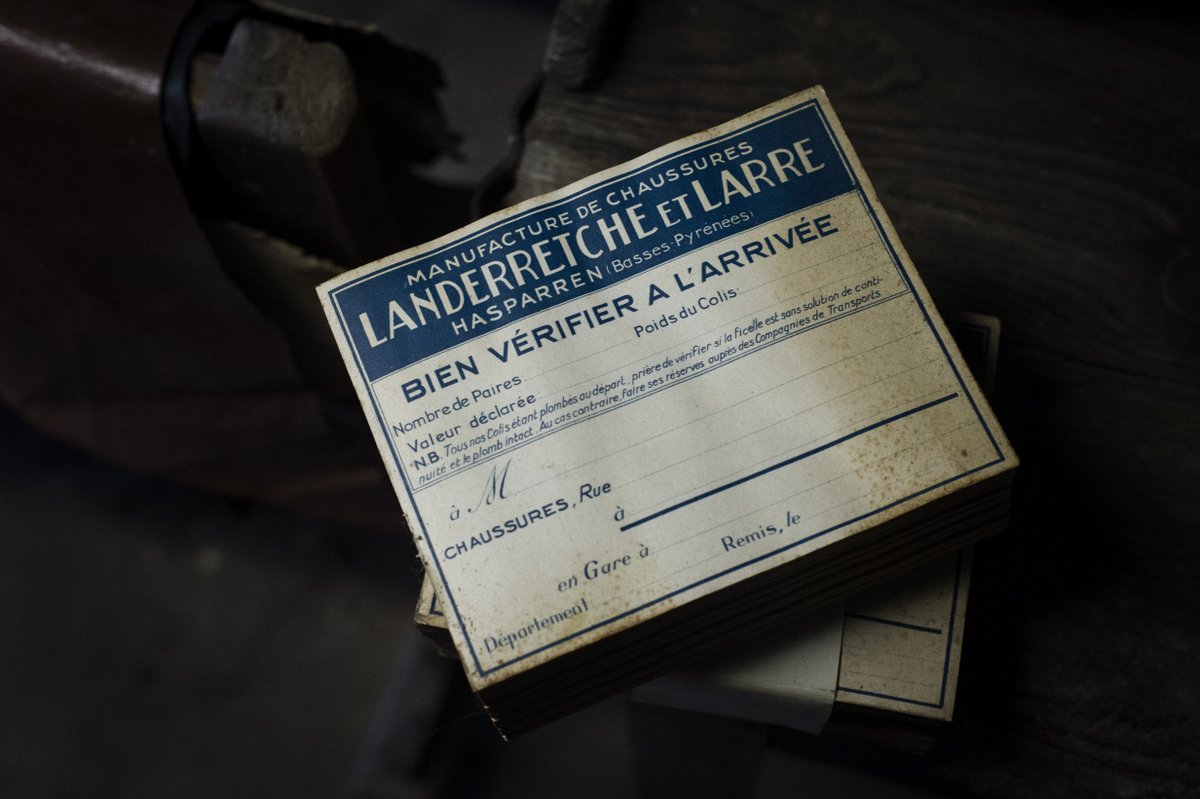 MANUFACTURE DE CHAUSSURES
LANDERRETCHE ET LARRE
HASPARREN (Basses-Pyrénées)
BIEN VÉRIFIER A L'ARRIVÉE
Nombre de Paires Poids du Colis
Valeur déclarée
N.B. Tous nos Colis étant plombés au départ, prière de vérifier si la ficelle est sans solution de conti-
nuité et le plomb intact. Au cas contraire, faire ses réserves auprès des Compagnies de Transports
à M
CHAUSSURES, Rue
à
en Gare à Remis, le
Département